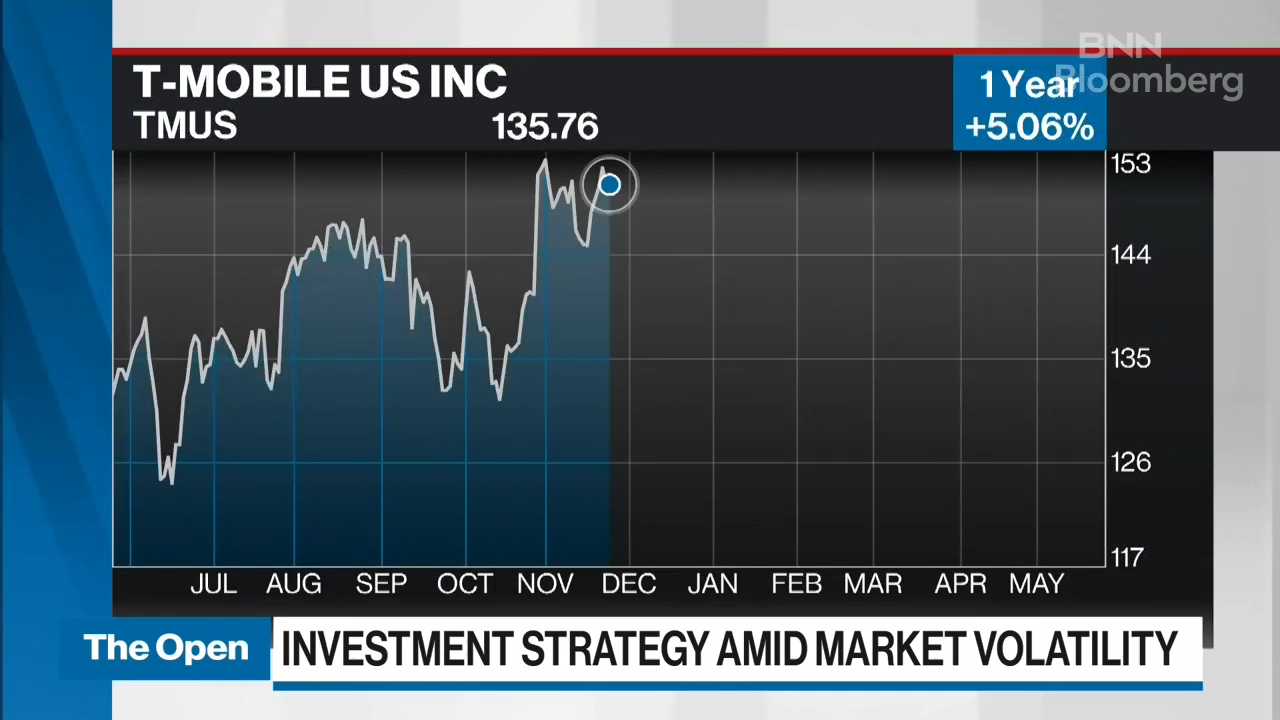 BNN
Bloomberg
T-MOBILE US INC
TMUS 135.76
1 Year
+5.06%
153
144
135
126
117
JUL AUG SEP OCT NOV DEC JAN FEB MAR APR MAY
The Open
INVESTMENT STRATEGY AMID MARKET VOLATILITY